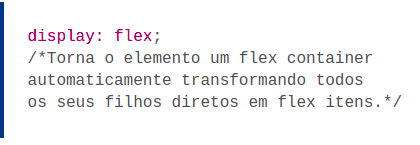 display: flex;
/*Torna o elemento um flex container
automaticamente transformando todos
os seus filhos diretos em flex itens.*/